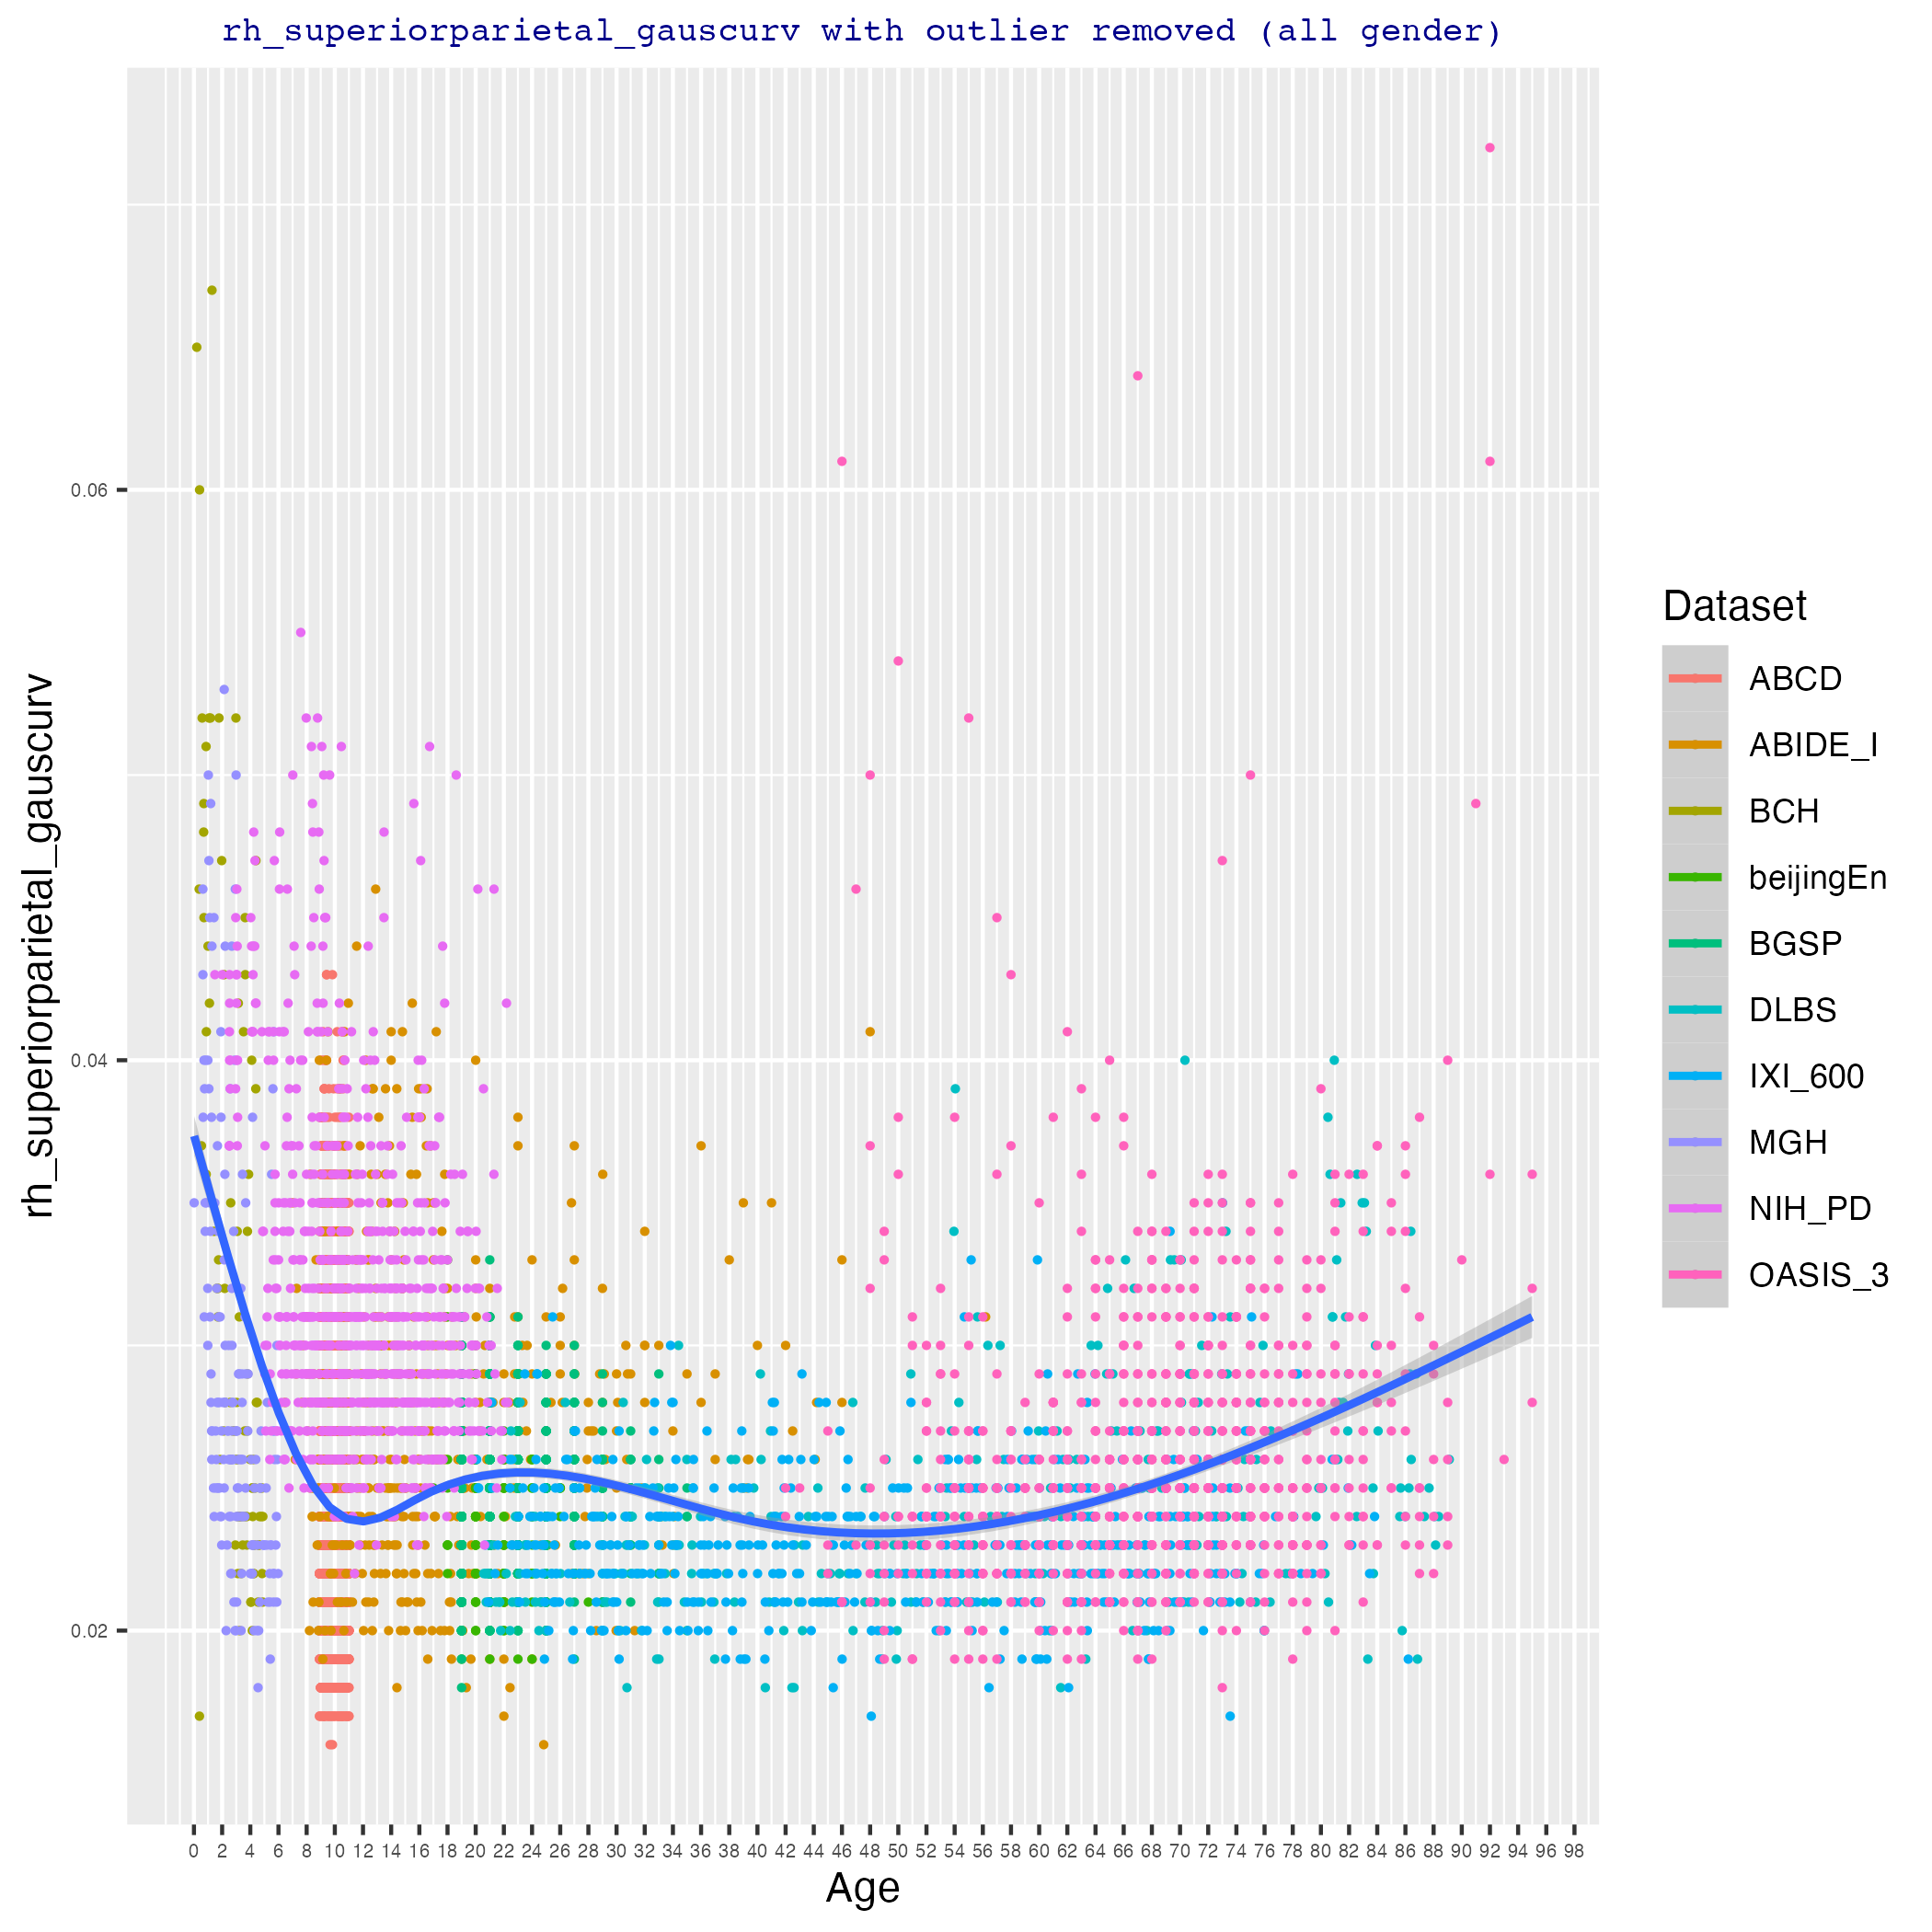 rh_superiorparietal_gauscurv with outlier removed (all gender)
rh_superiorparietal_gauscurv
0.06
0.04
0.02
0 2 4 6 8 10 12 14 16 18 20 22 24 26 28 30 32 34 36 38 40 42 44 46 48 50 52 54 56 58 60 62 64 66 68 70 72 74 76 78 80 82 84 86 88 90 92 94 96 98
Age
Dataset
ABCD
ABIDE_I
BCH
beijingEn
BGSP
DLBS
IXI_600
MGH
NIH_PD
OASIS_3